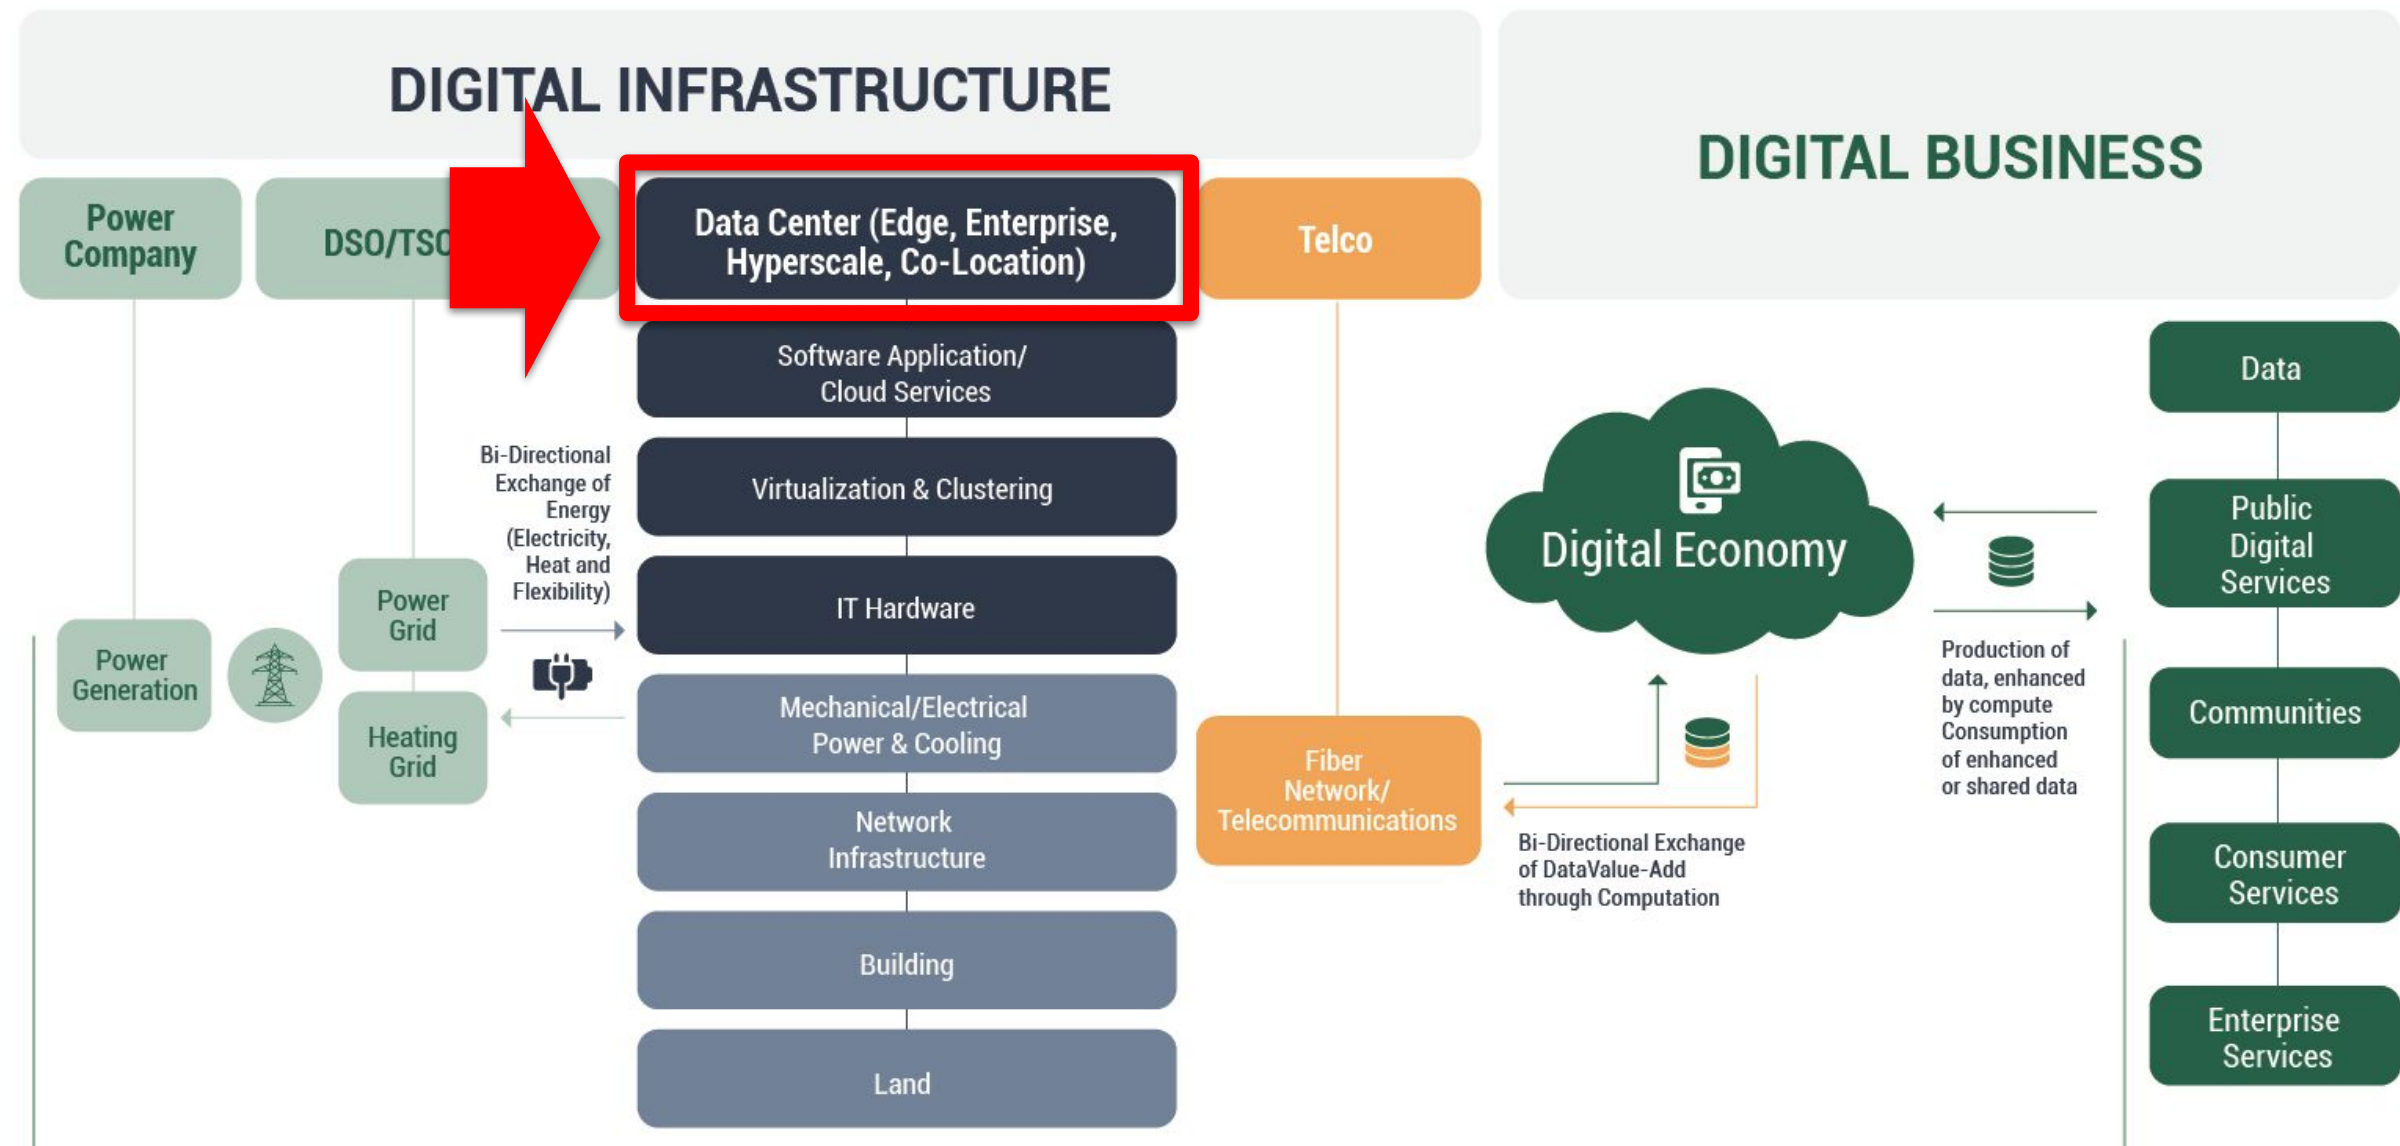 DIGITAL INFRASTRUCTURE
DIGITAL BUSINESS
Power
Company
DSO/TSO
Data Center (Edge, Enterprise,
Hyperscale, Co-Location)
Telco
Software Application/
Cloud Services
Virtualization & Clustering
IT Hardware
Mechanical/Electrical
Power & Cooling
Network
Infrastructure
Building
Land
Bi-Directional
Exchange of
Energy
(Electricity,
Heat and
Flexibility)
Power
Grid
Power
Generation
Heating
Grid
Fiber
Network/
Telecommunications
Digital Economy
Bi-Directional Exchange
of DataValue-Add
through Computation
Production of
data, enhanced
by compute
Consumption
of enhanced
or shared data
Data
Public
Digital
Services
Communities
Consumer
Services
Enterprise
Services